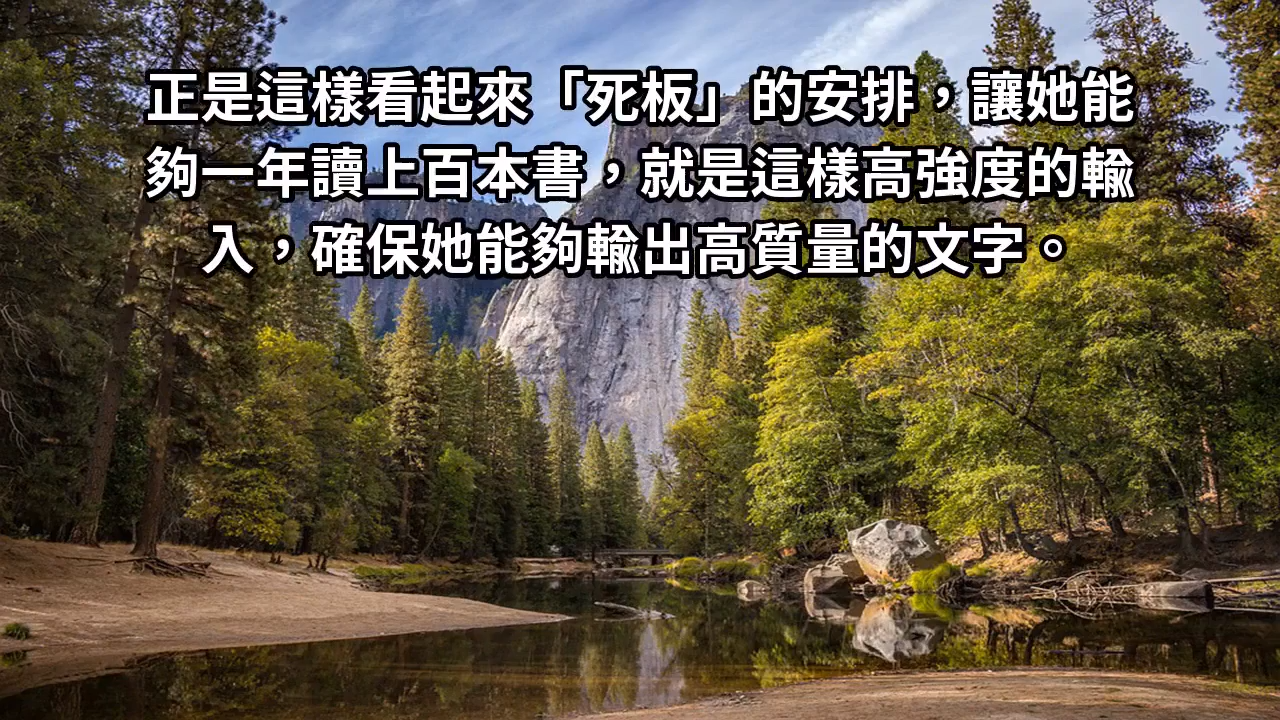 正是這樣看起來「死板」的安排，讓她能
夠一年讀上百本書，就是這樣高強度的輸
入，確保她能夠輸出高質量的文字。